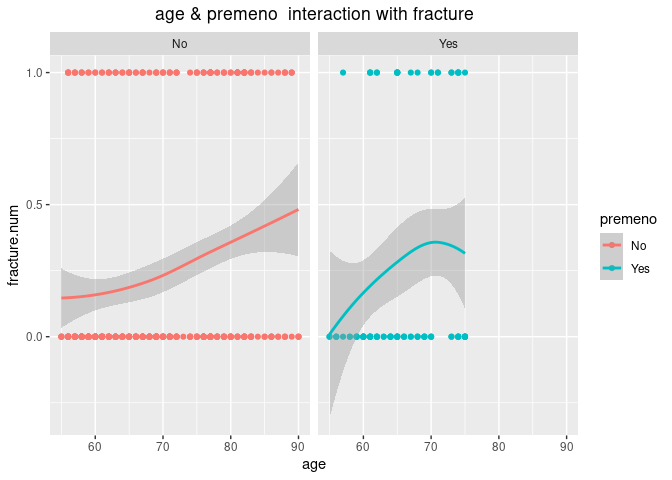 age & premeno  interaction with fracture
No
Yes
1.0
0.5
0.0
fracture.num
60
70
80
90
60
70
80
90
age
premeno
No
Yes